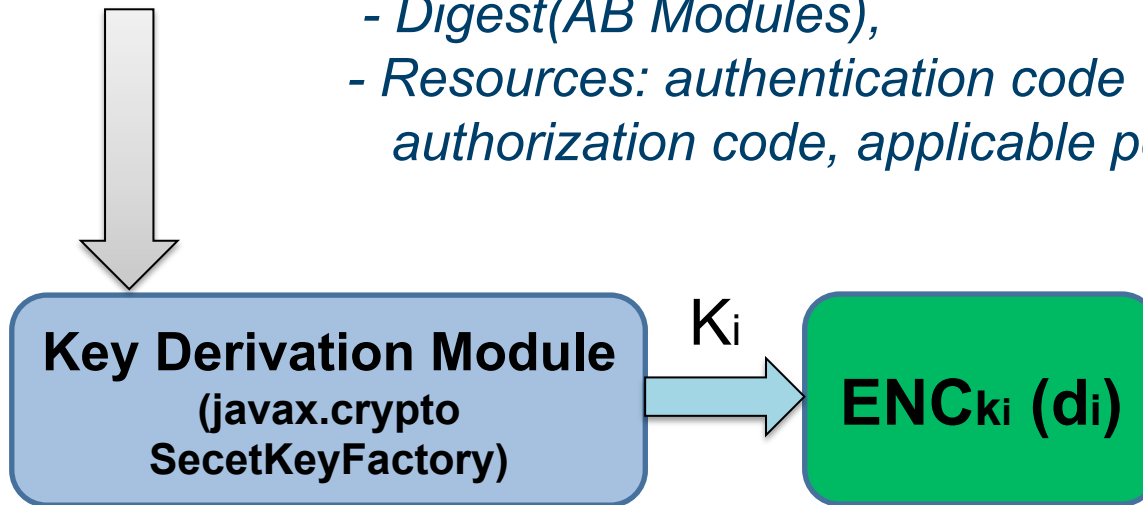 - Digest(AB Modules),
- Resources: authentication code
authorization code, applicable
Key Derivation Module
(javax.crypto
SecetKeyFactory)
Ki
ENCki (di)